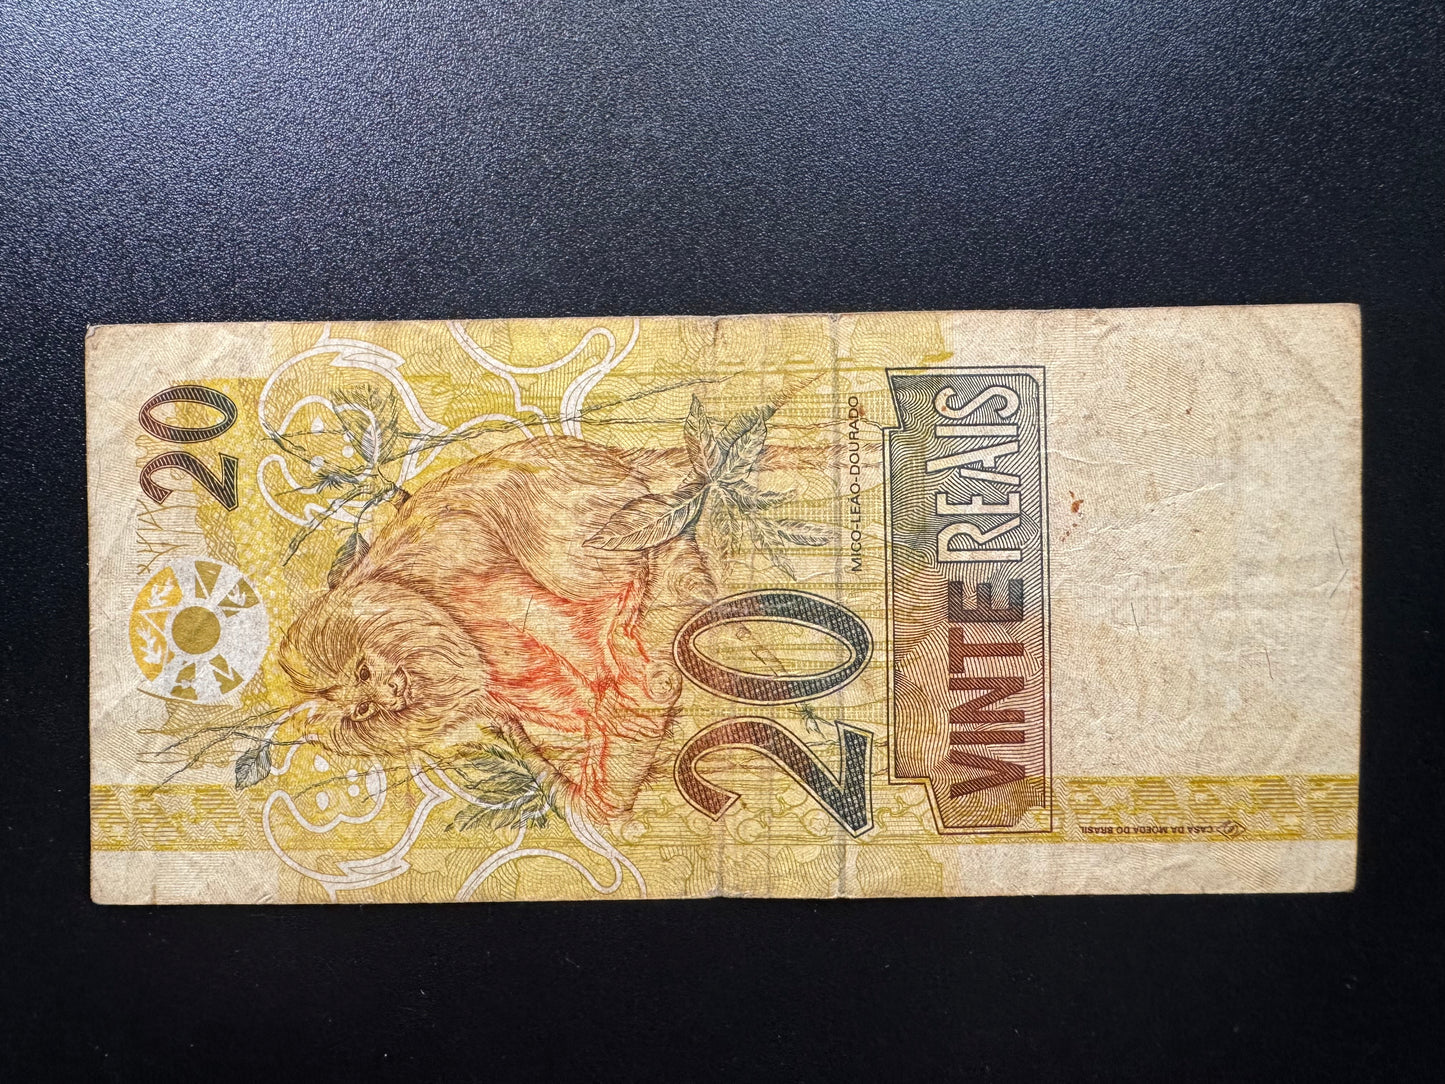 20
20
MICO-LEÃO-DOURADO
VINTE REAIS
CASA DA MOEDA DO BRASIL